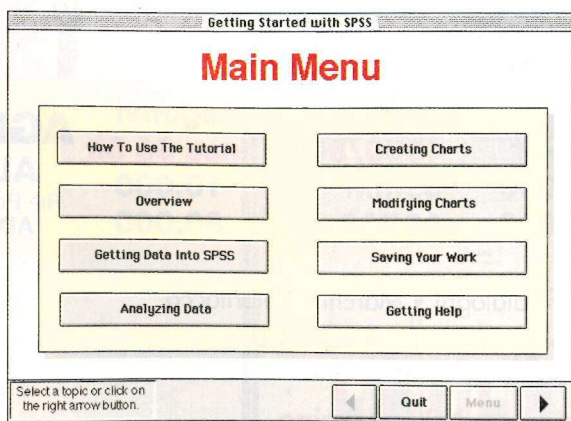 Getting Started with SPSS
Main Menu
How To Use The Tutorial
Overview
Getting Data Into SPSS
Analyzing Data
Creating Charts
Modifying Charts
Saving Your Work
Getting Help
Select a topic or click on
the right arrow button.
Quit
Menu